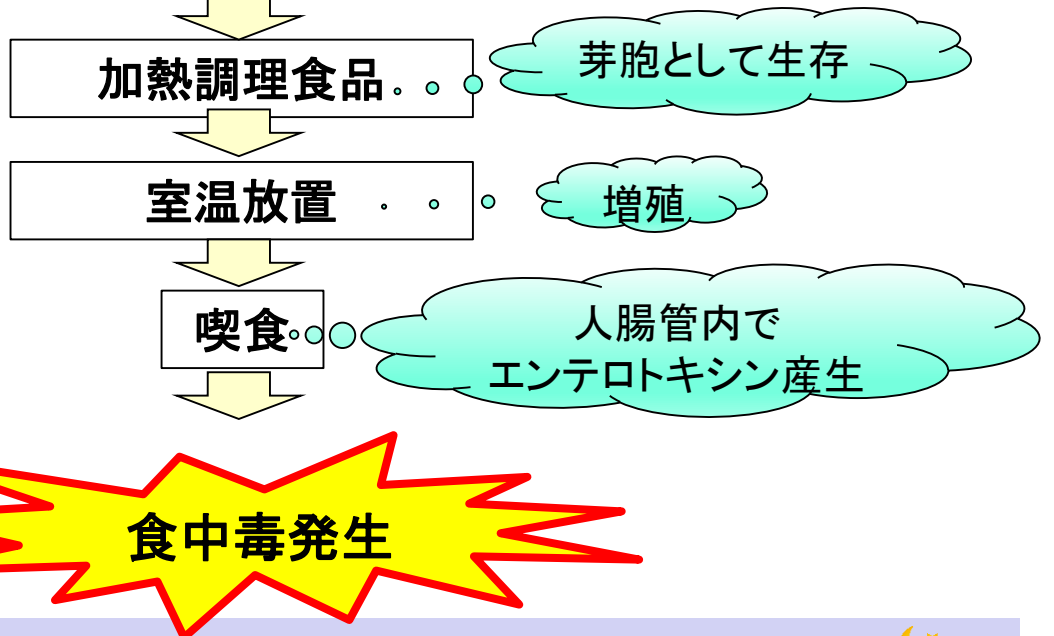 加熱調理食品
芽胞として生存
室温放置
増殖
喫食
人腸管内で
エンテロトキシン産生
食中毒発生